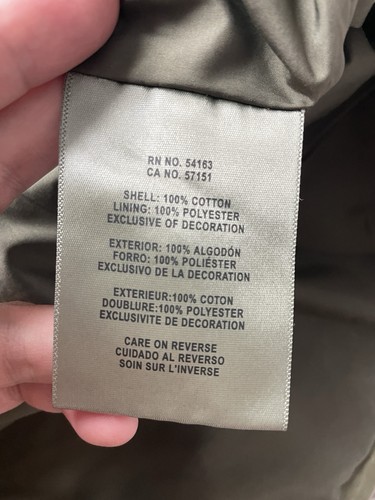 RN NO. 54163
CA NO. 57151
SHELL: 100% COTTON
LINING: 100% POLYESTER
EXCLUSIVE OF DECORATION
EXTERIOR: 100% ALGODÓN
FORRO: 100% POLIÉSTER
EXCLUSIVO DE LA DECORATION
EXTERIEUR:100% COTON
DOUBLURE:100% POLYESTER
EXCLUSIVITE DE DECORATION
CARE ON REVERSE
CUIDADO AL REVERSO
SOIN SUR L'INVERSE